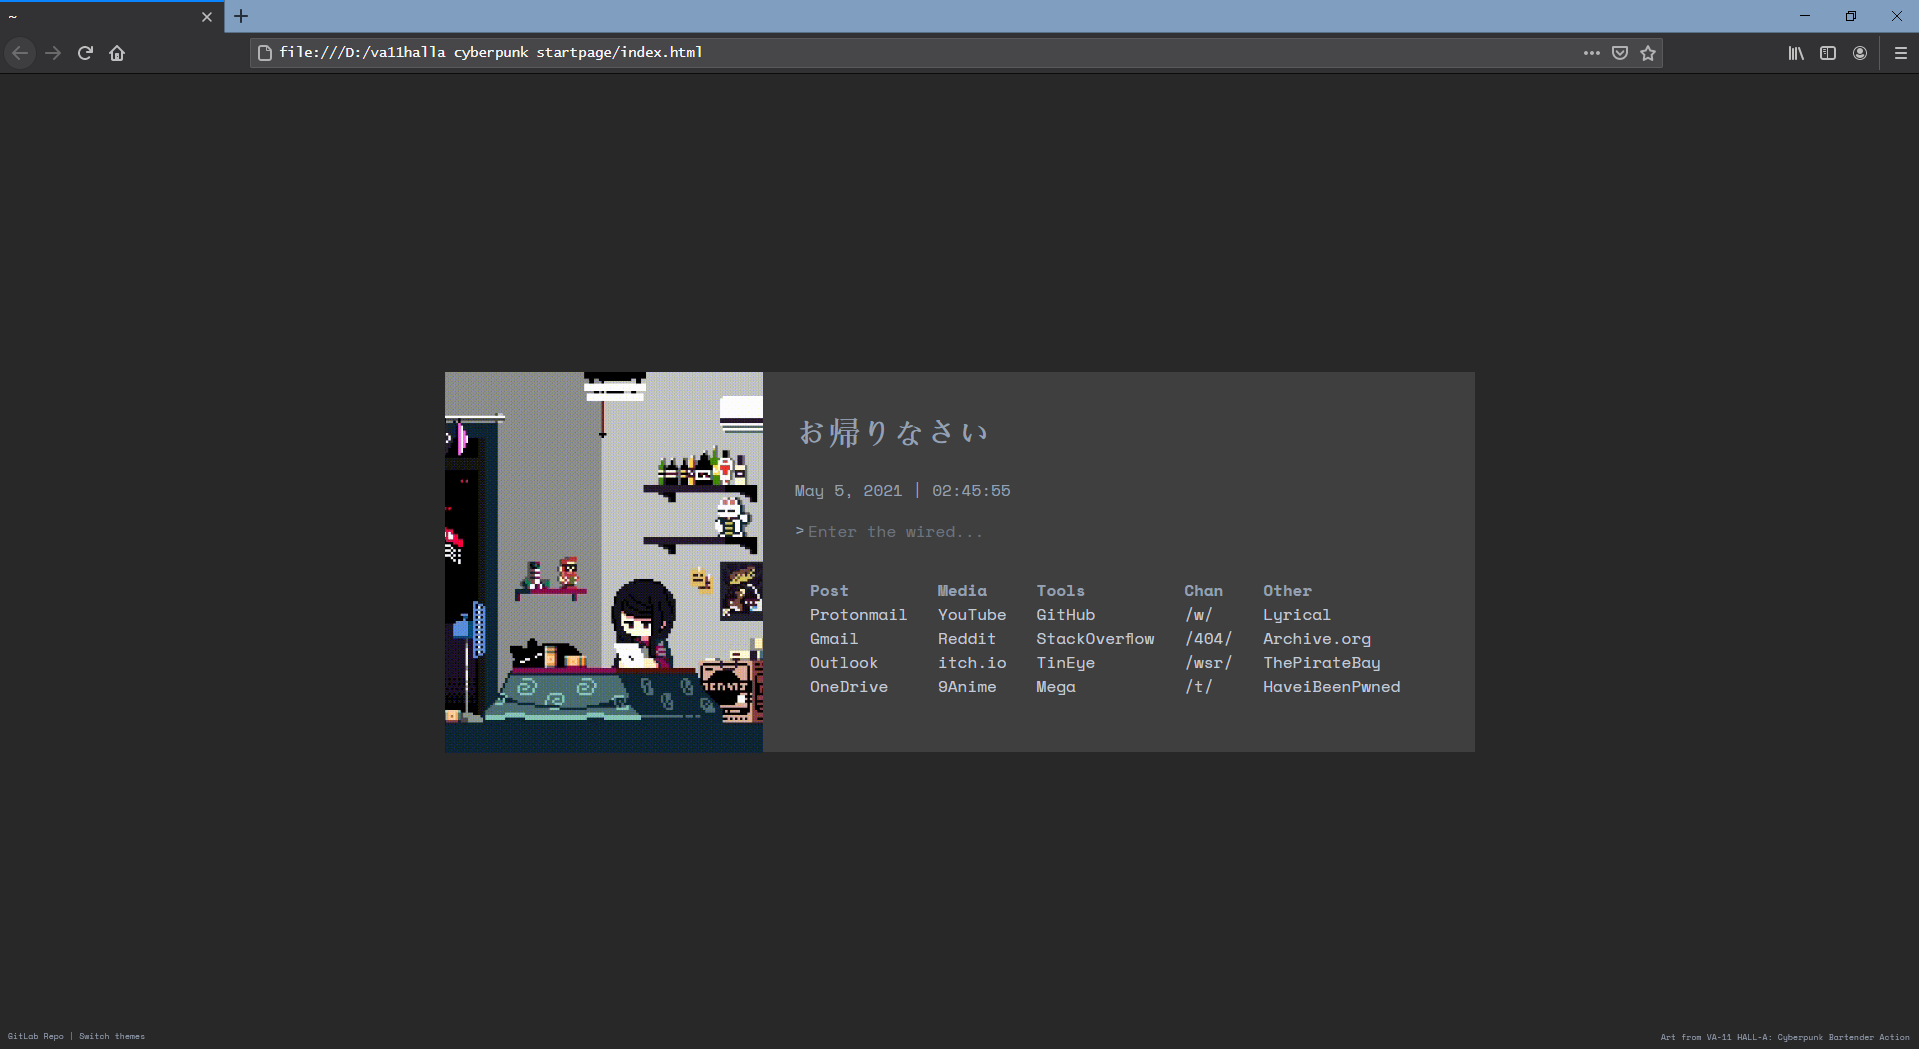 ~
file:///D:/va11halla cyberpunk startpage/index.html
お帰りなさい
May 5, 2021 | 02:45:55
>Enter the wired...
Post Media Tools Chan Other
Protonmail YouTube GitHub /w/ Lyrical
Gmail Reddit StackOverflow /404/ Archive.org
Outlook itch.io TinEye /wsr/ ThePirateBay
OneDrive 9Anime Mega /t/ HaveiBeenPwned
GitLab Repo | Switch themes
Art from VA-11 HALL-A: Cyberpunk Bartender Action